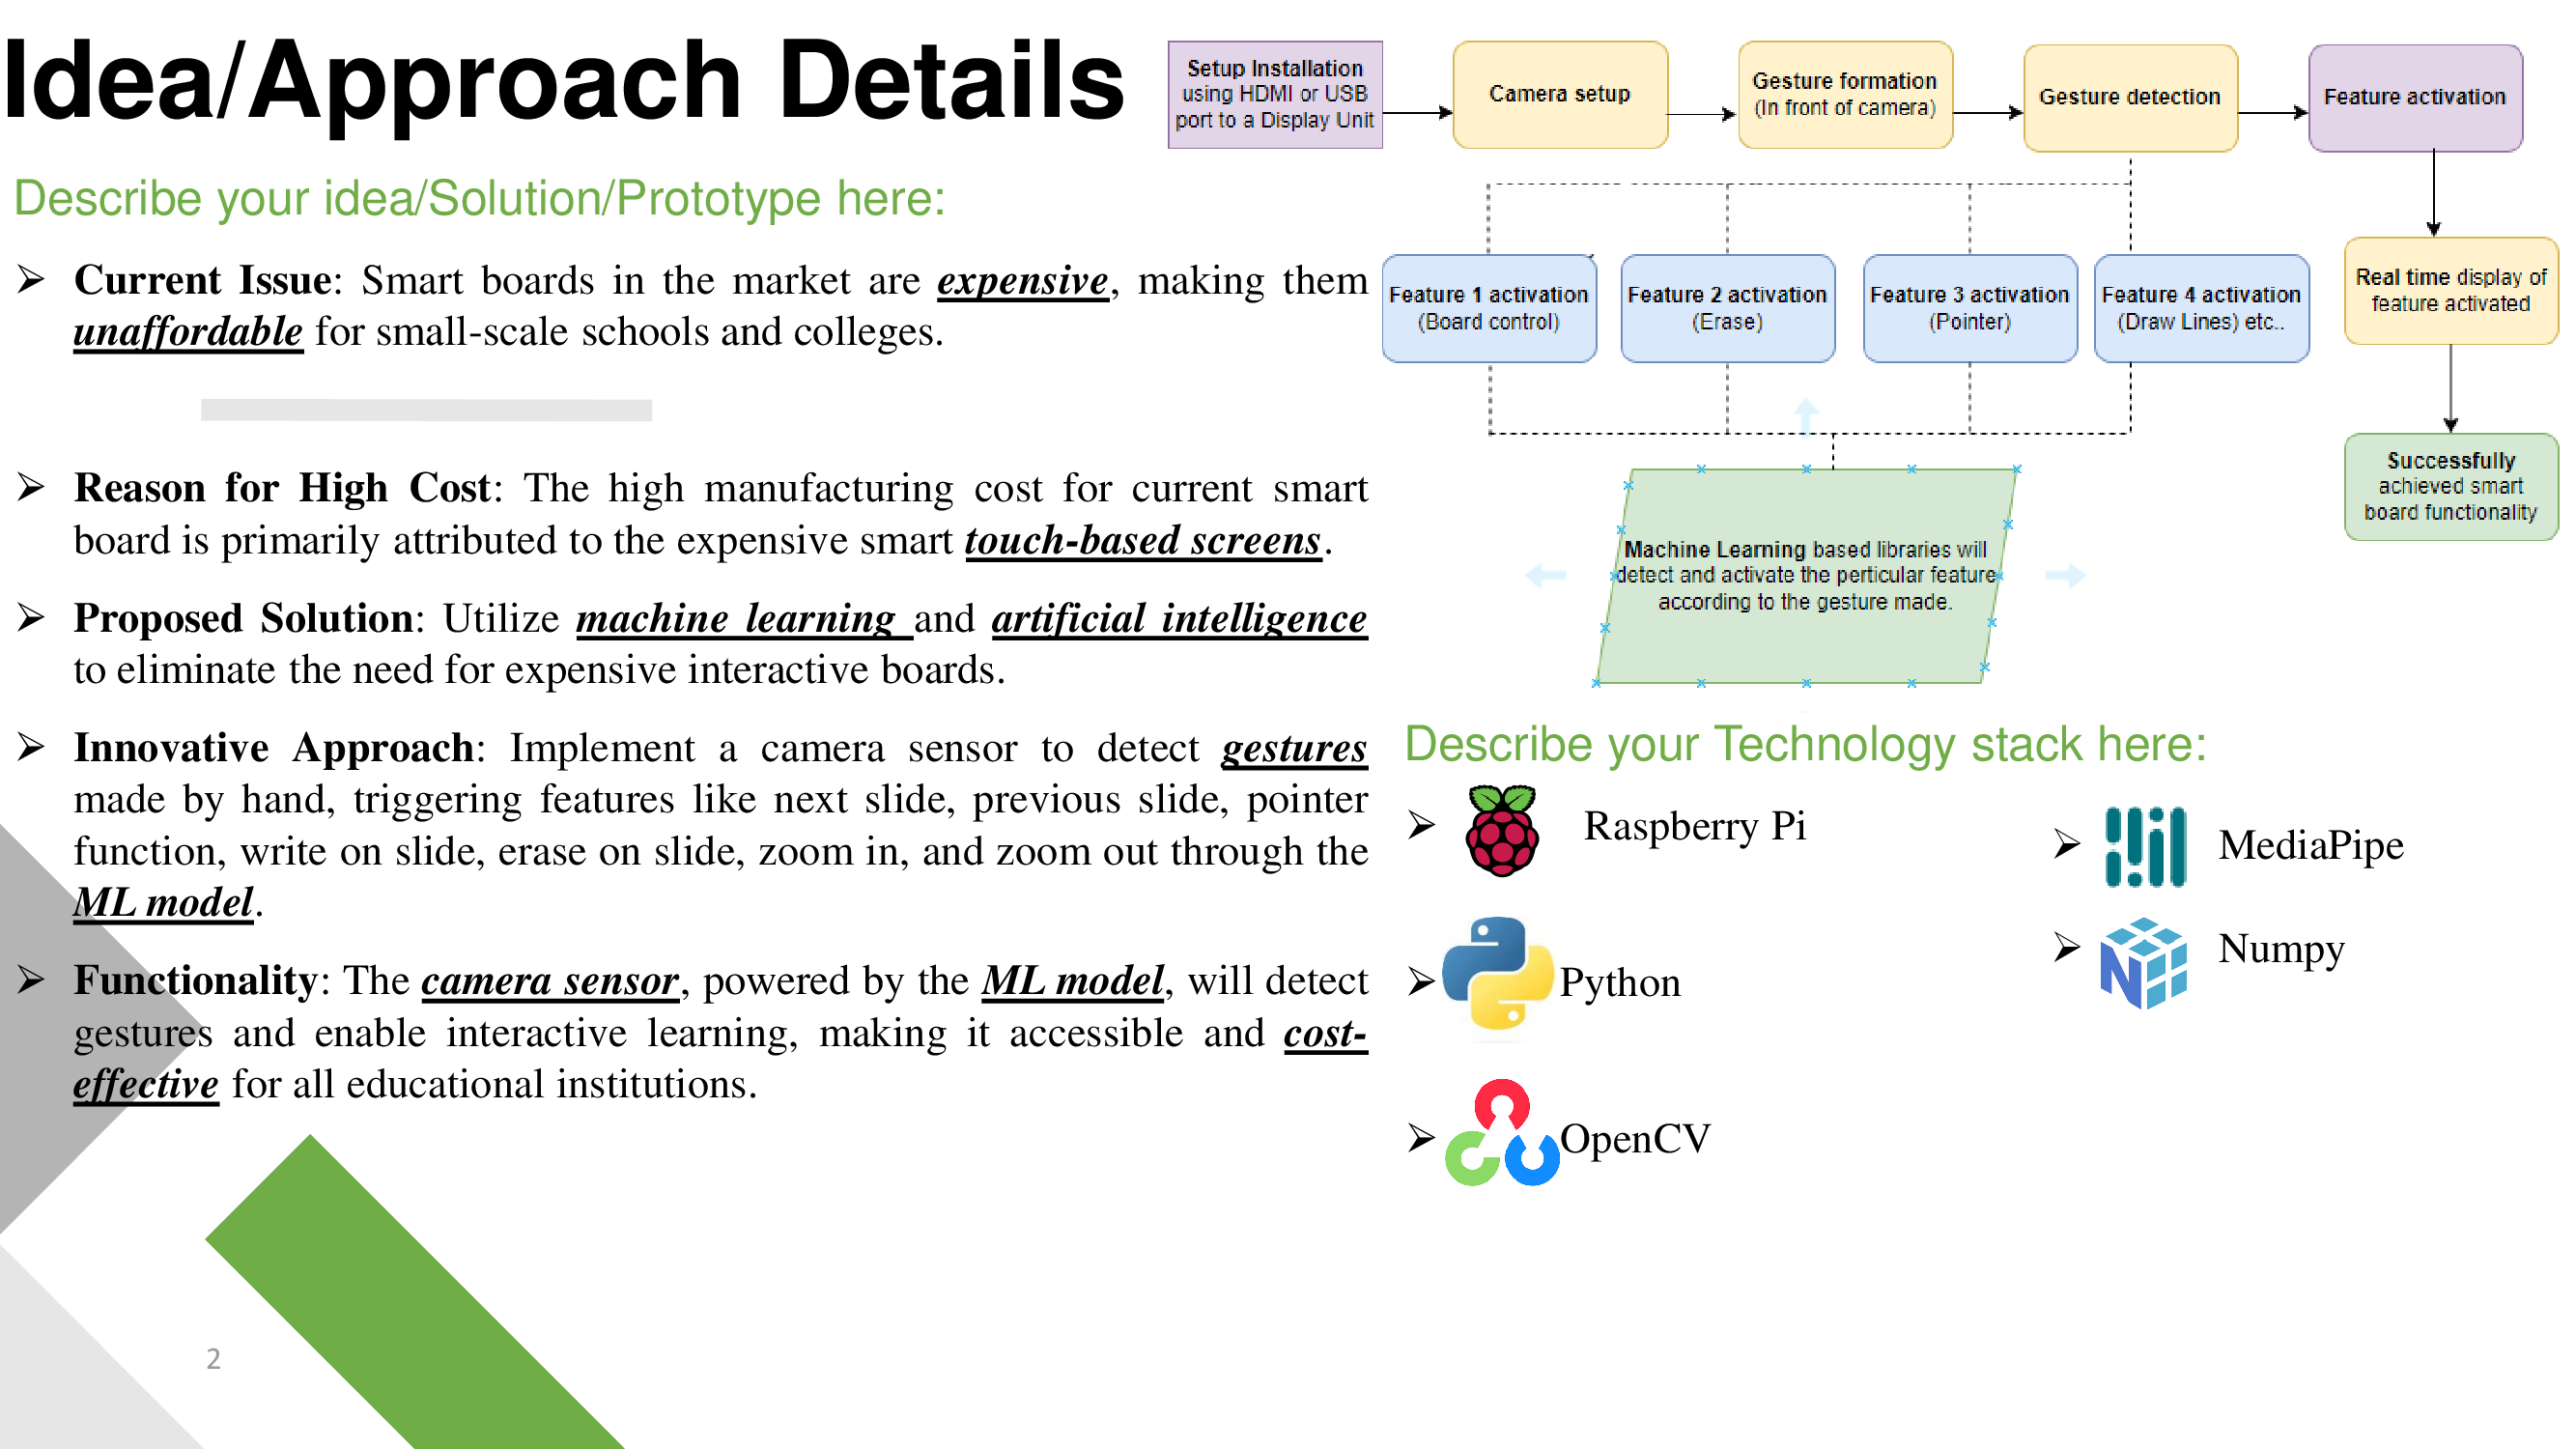 Idea/Approach Details
Describe your idea/Solution/Prototype here:
➢ Current Issue: Smart boards in the market are expensive, making them
unaffordable for small-scale schools and colleges.
➢ Reason for High Cost: The high manufacturing cost for current smart
board is primarily attributed to the expensive smart touch-based screens.
➢ Proposed Solution: Utilize machine learning and artificial intelligence
to eliminate the need for expensive interactive boards.
➢ Innovative Approach: Implement a camera sensor to detect gestures
made by hand, triggering features like next slide, previous slide, pointer
function, write on slide, erase on slide, zoom in, and zoom out through the
ML model.
➢ Functionality: The camera sensor, powered by the ML model, will detect
gestures and enable interactive learning, making it accessible and cost-
effective for all educational institutions.
2
Setup Installation
using HDMI or USB
port to a Display Unit
Camera setup
Gesture formation
(In front of camera)
Gesture detection
Feature activation
Feature 1 activation
(Board control)
Feature 2 activation
(Erase)
Feature 3 activation
(Pointer)
Feature 4 activation
(Draw Lines) etc..
Real time display of
feature activated
Successfully
achieved smart
board functionality
Machine Learning based libraries will
detect and activate the perticular feature
according to the gesture made.
Describe your Technology stack here:
➢ Raspberry Pi
➢ Python
➢ OpenCV
➢ MediaPipe
➢ Numpy